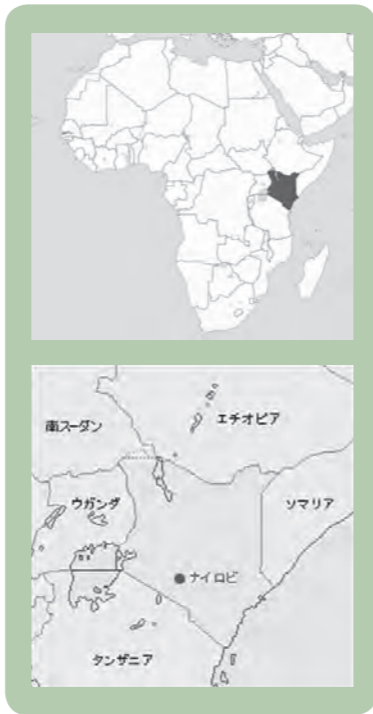 エチオピア
南スーダン
ウガンダ
ソマリア
ナイロビ
タンザニア